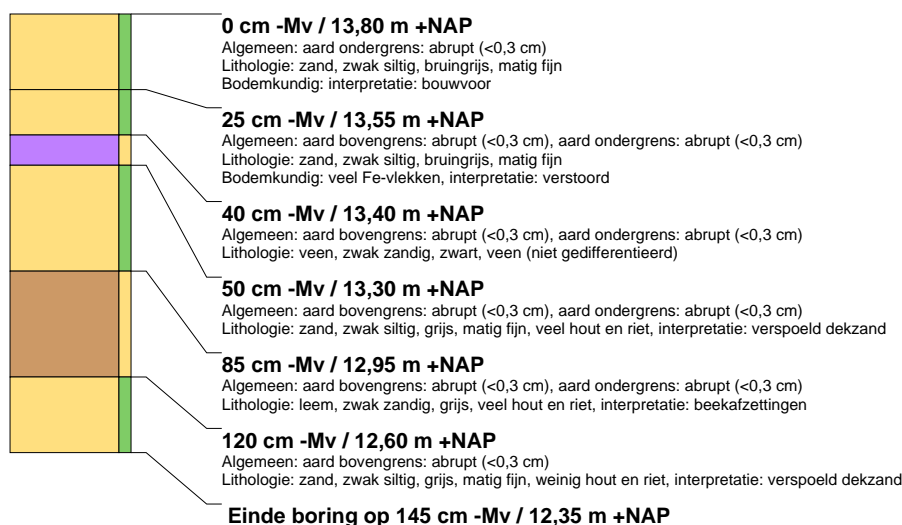 0 cm -Mv / 13,80 m +NAP
Algemeen: aard ondergrens: abrupt (<0,3 cm)
Lithologie: zand, zwak siltig, bruingrijs, matig fijn
Bodemkundig: interpretatie: bouwvoor
25 cm -Mv / 13,55 m +NAP
Algemeen: aard bovengrens: abrupt (<0,3 cm), aard ondergrens: abrupt (<0,3 cm)
Lithologie: zand, zwak siltig, bruingrijs, matig fijn
Bodemkundig: veel Fe-vlekken, interpretatie: verstoord
40 cm -Mv / 13,40 m +NAP
Algemeen: aard bovengrens: abrupt (<0,3 cm), aard ondergrens: abrupt (<0,3 cm)
Lithologie: veen, zwak zandig, zwart, veen (niet gedifferentieerd)
50 cm -Mv / 13,30 m +NAP
Algemeen: aard bovengrens: abrupt (<0,3 cm), aard ondergrens: abrupt (<0,3 cm)
Lithologie: zand, zwak siltig, grijs, matig fijn, veel hout en riet, interpretatie: verspoeld dekzand
85 cm -Mv / 12,95 m +NAP
Algemeen: aard bovengrens: abrupt (<0,3 cm), aard ondergrens: abrupt (<0,3 cm)
Lithologie: leem, zwak zandig, grijs, veel hout en riet, interpretatie: beekafzettingen
120 cm -Mv / 12,60 m +NAP
Algemeen: aard bovengrens: abrupt (<0,3 cm)
Lithologie: zand, zwak siltig, grijs, matig fijn, weinig hout en riet, interpretatie: verspoeld dekzand
Einde boring op 145 cm -Mv / 12,35 m +NAP